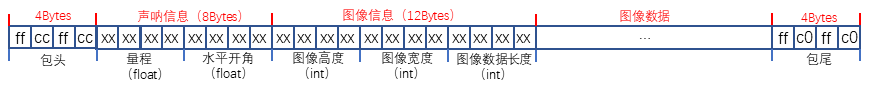 4Bytes 声呐信息（8Bytes） 图像信息（12Bytes） 图像数据 4Bytes
ff cc ff cc xx xx xx xx xx xx xx xx xx xx xx xx xx xx xx xx xx xx xx xx ... ff c0 ff c0
包头 量程 水平开角 图像高度 图像宽度 图像数据长度 包尾
（float） （float） （int） （int） （int）